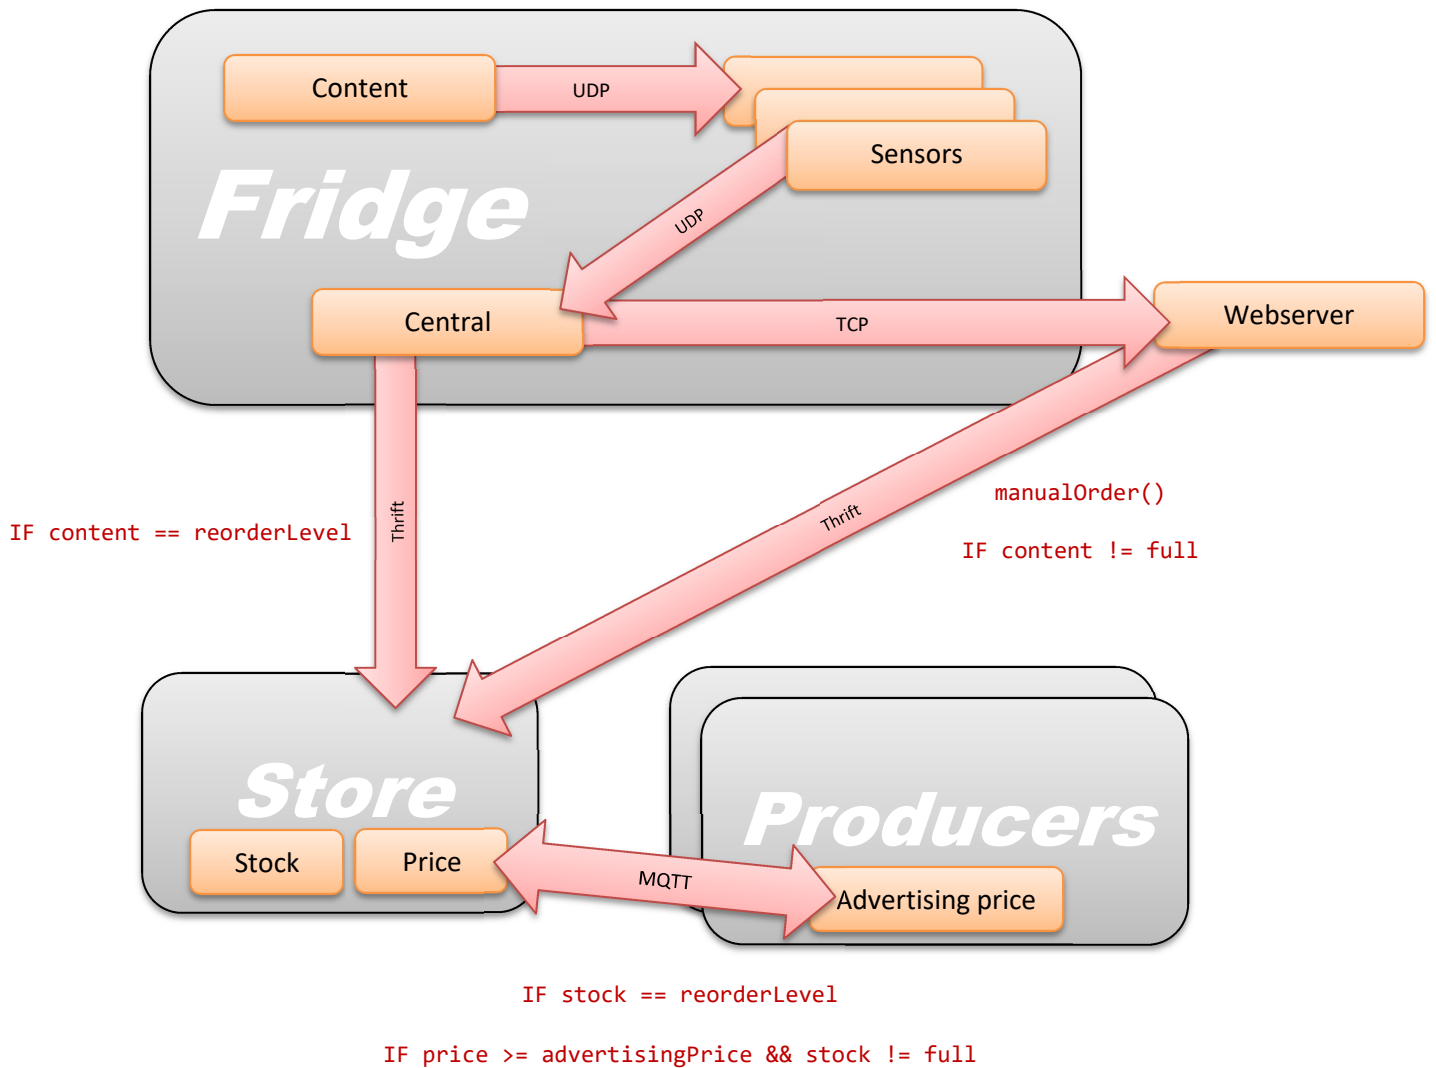 Content
UDP
Sensors
Fridge
UDP
Central
TCP
Webserver
manualOrder()
Thrift
Thrift
IF content == reorderLevel
IF content != full
Store
Producers
Stock
Price
MQTT
Advertising price
IF stock == reorderLevel
IF price >= advertisingPrice && stock != full